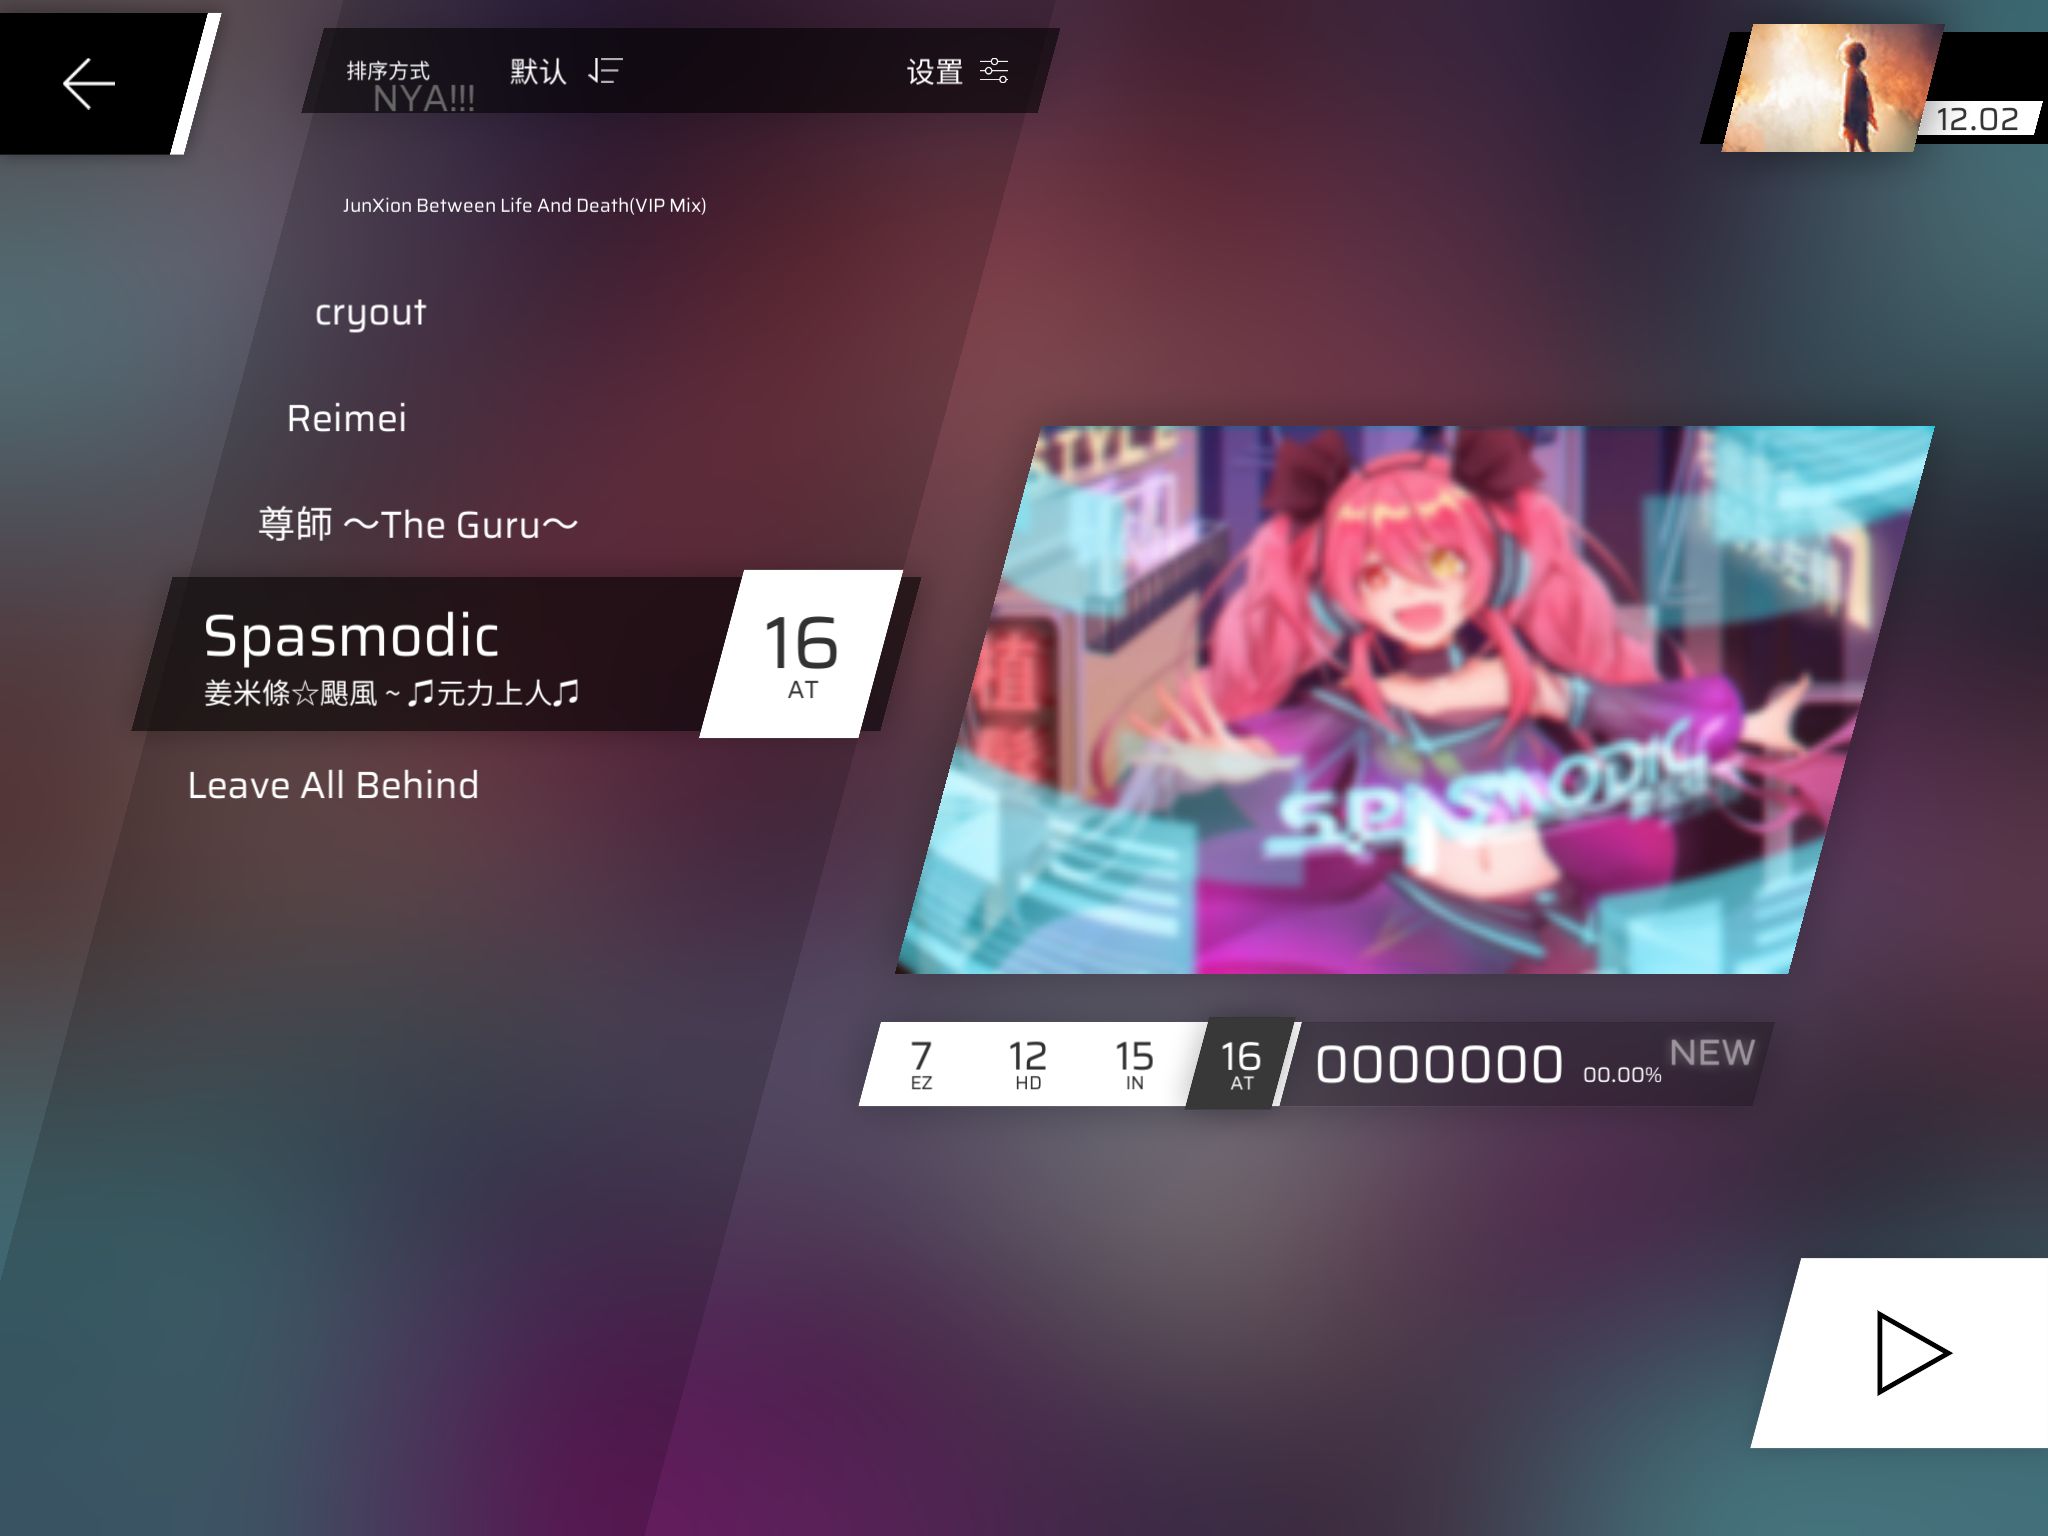 排序方式 默认 设置
NYA!!!
12.02
JunXion Between Life And Death(VIP Mix)
cryout
Reimei
尊師 ～The Guru～
Spasmodic
姜米條☆颶風 ~ ♫元力上人♫
16
AT
Leave All Behind
STYLE
SPASMODIC
7 12 15 16
EZ HD IN AT
0000000 00.00% NEW